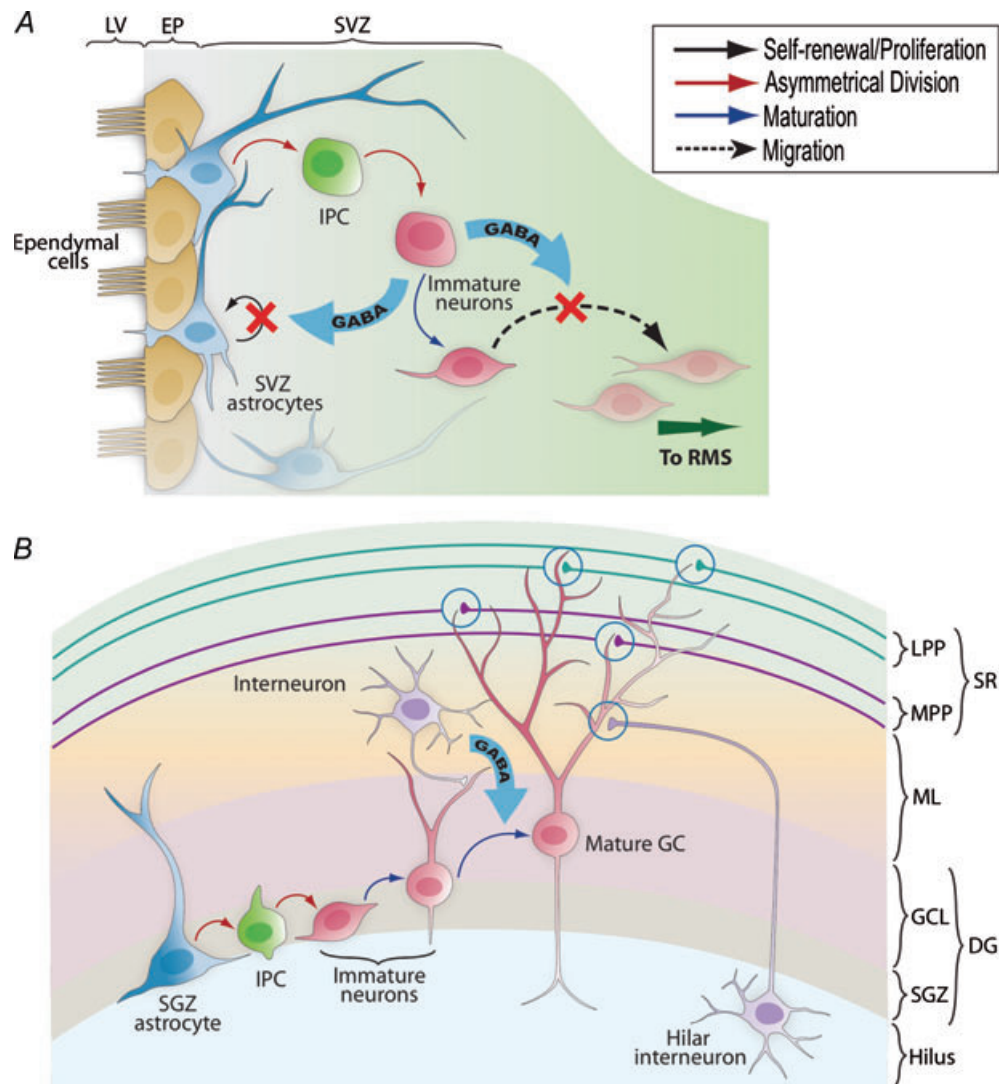 A
LV
EP
SVZ
Self-renewal/Proliferation
Asymmetrical Division
Maturation
Migration
IPC
Ependymal
cells
GABA
Immature
neurons
GABA
SVZ
astrocytes
To RMS
B
Interneuron
GABA
Mature GC
SGZ
astrocyte
IPC
Immature
neurons
Hilar
interneuron
LPP
MPP
SR
ML
GCL
SGZ
DG
Hilus